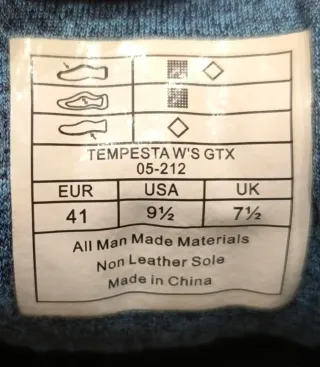 TEMPESTA W'S GTX
05-212
EUR USA UK
41 9½ 7½
All Man Made Materials
Non Leather Sole
Made in China